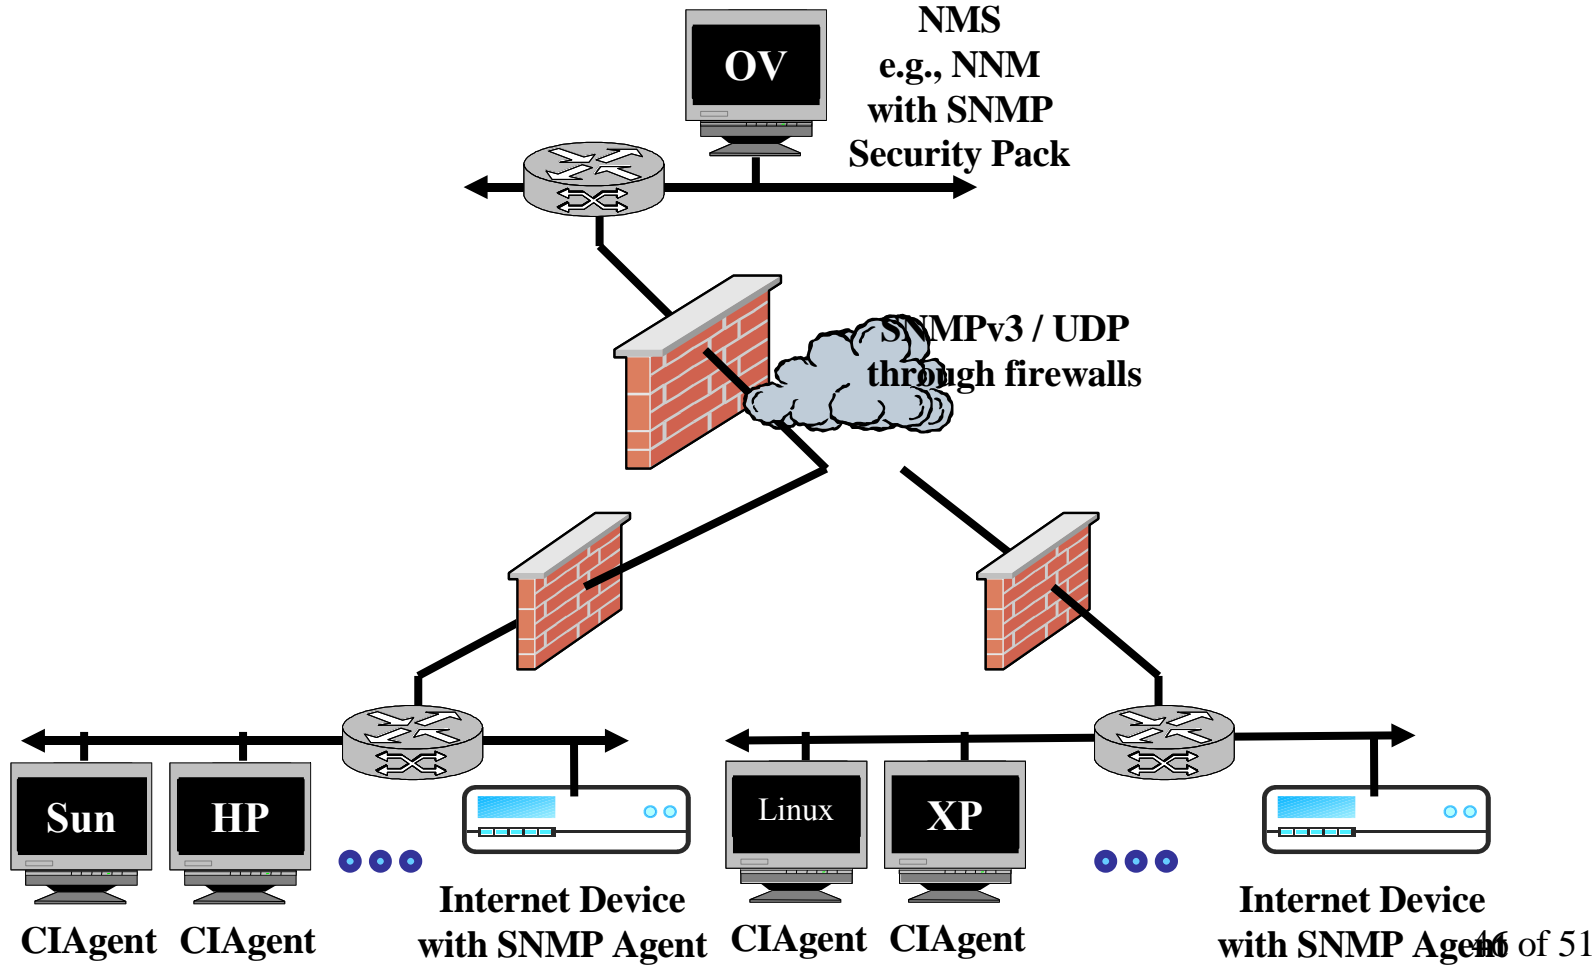 OV
NMS
e.g., NNM
with SNMP
Security Pack
SNMPv3 / UDP
through firewalls
Sun
HP
Linux
XP
CIAgent
CIAgent
Internet Device
with SNMP Agent
CIAgent
CIAgent
Internet Device
with SNMP Agent
46 of 51